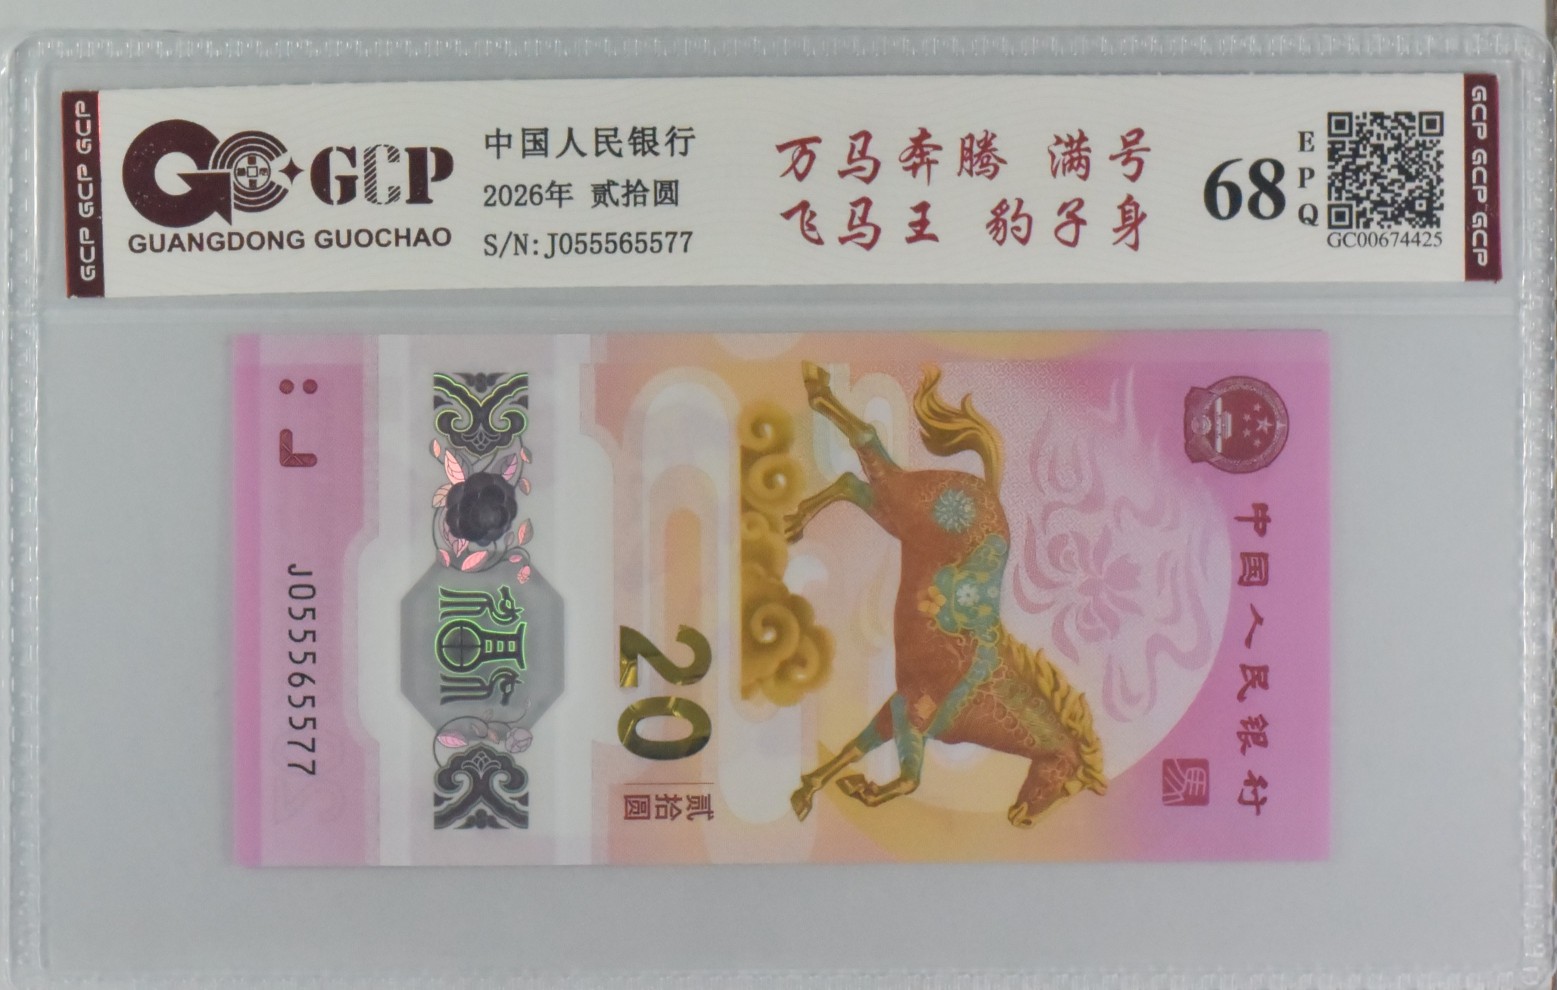 GCP GCP GCP
GCP
GUANGDONG GUOCHAO
中国人民银行
2026年 贰拾圆
S/N:J055565577
万马奔腾 满号
飞马王 豹子身
68
EPQ
GC00674425
GCP GCP GCP
中国人民银行
馬
20
贰拾圆
福
J055565577